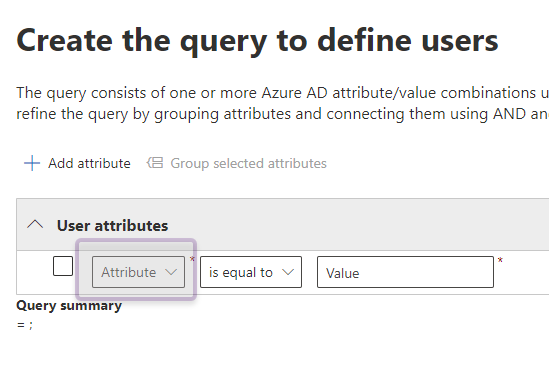 Create the query to define users
The query consists of one or more Azure AD attribute/value combinations u
refine the query by grouping attributes and connecting them using AND an
+ Add attribute Group selected attributes
User attributes
Attribute * is equal to Value *
Query summary
= ;